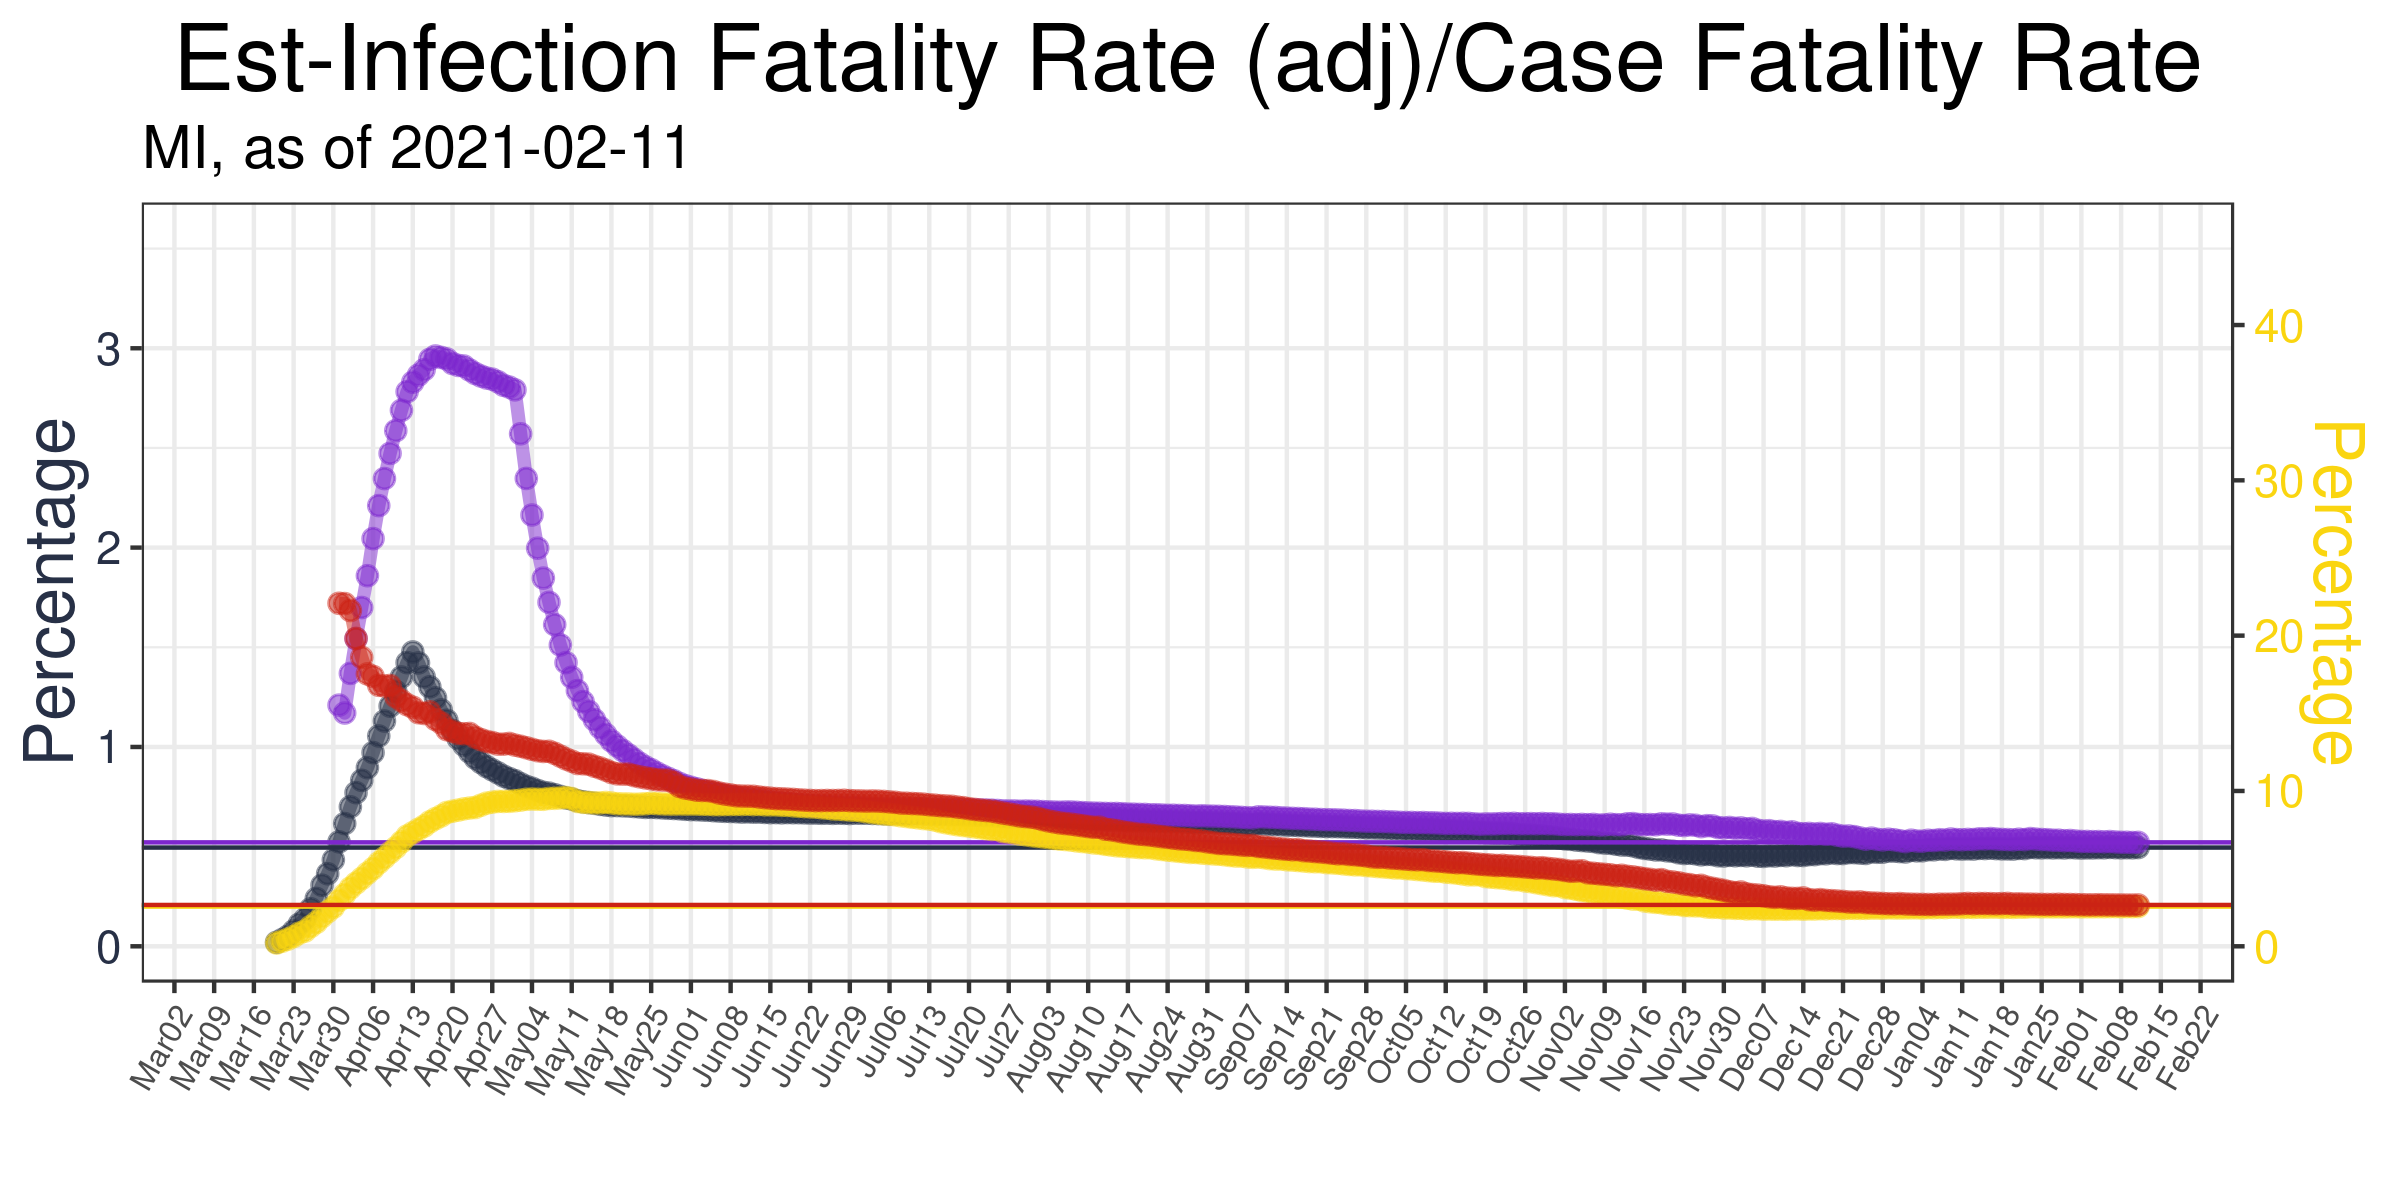 Est-Infection Fatality Rate (adj)/Case Fatality Rate
MI, as of 2021-02-11
Percentage
3
2
1
0
Percentage
40
30
20
10
0
Mar02 Mar09 Mar16 Mar23 Mar30 Apr06 Apr13 Apr20 Apr27 May04 May11 May18 May25 Jun01 Jun08 Jun15 Jun22 Jun29 Jul06 Jul13 Jul20 Jul27 Aug03 Aug10 Aug17 Aug24 Aug31 Sep07 Sep14 Sep21 Sep28 Oct05 Oct12 Oct19 Oct26 Nov02 Nov09 Nov16 Nov23 Nov30 Dec07 Dec14 Dec21 Dec28 Jan04 Jan11 Jan18 Jan25 Feb01 Feb08 Feb15 Feb22